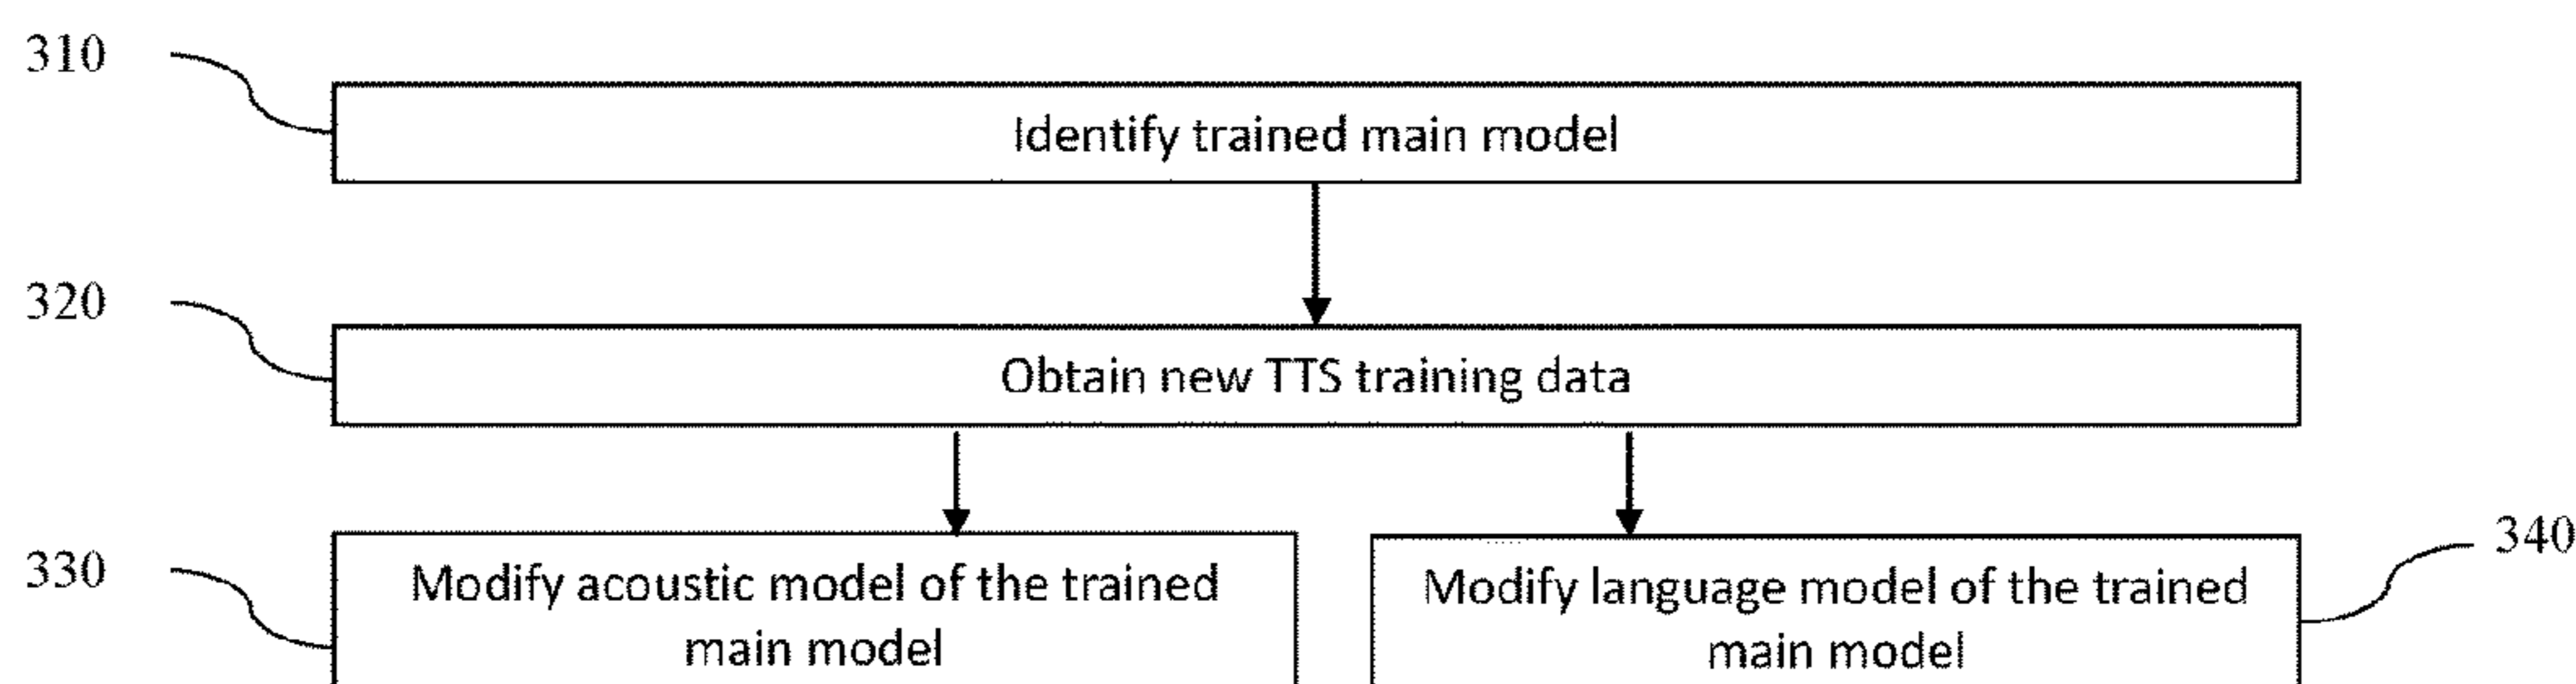 310
Identify trained main model
320
Obtain new TTS training data
330
Modify acoustic model of the trained
main model
Modify language model of the trained
main model
340